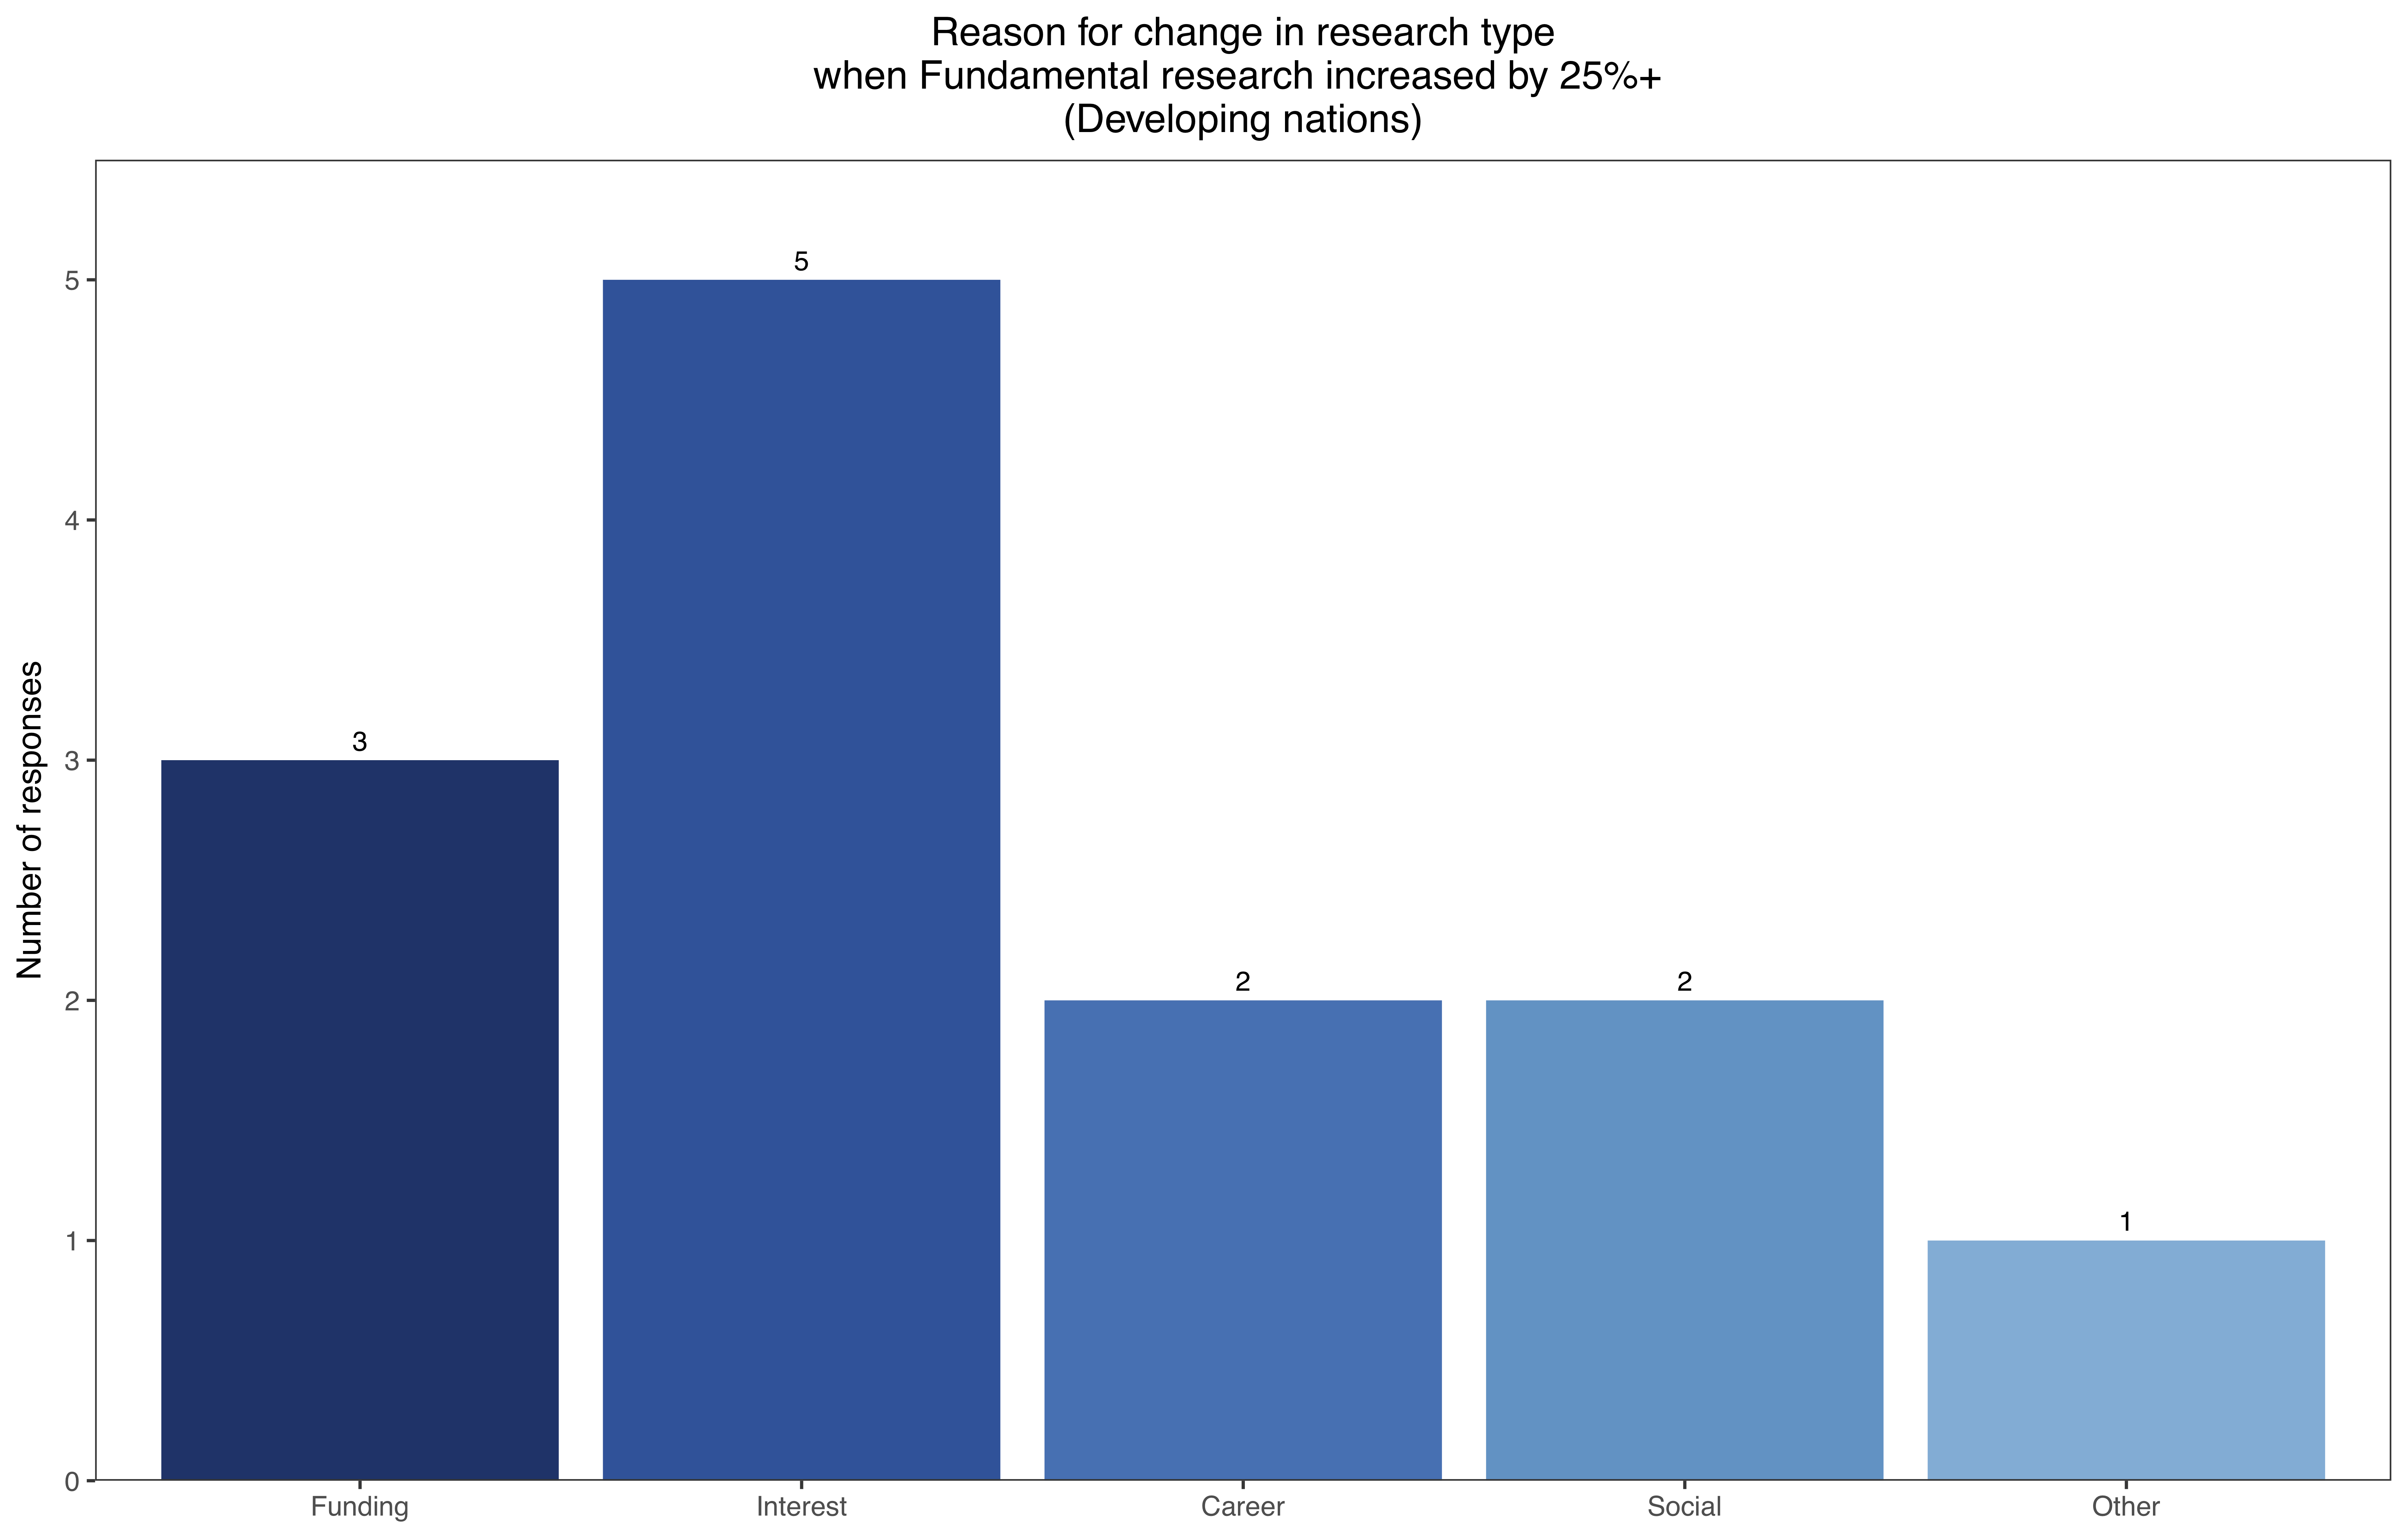 Reason for change in research type
when Fundamental research increased by 25%+
(Developing nations)
Number of responses
5
4
3
2
1
0
3
5
2
2
1
Funding
Interest
Career
Social
Other